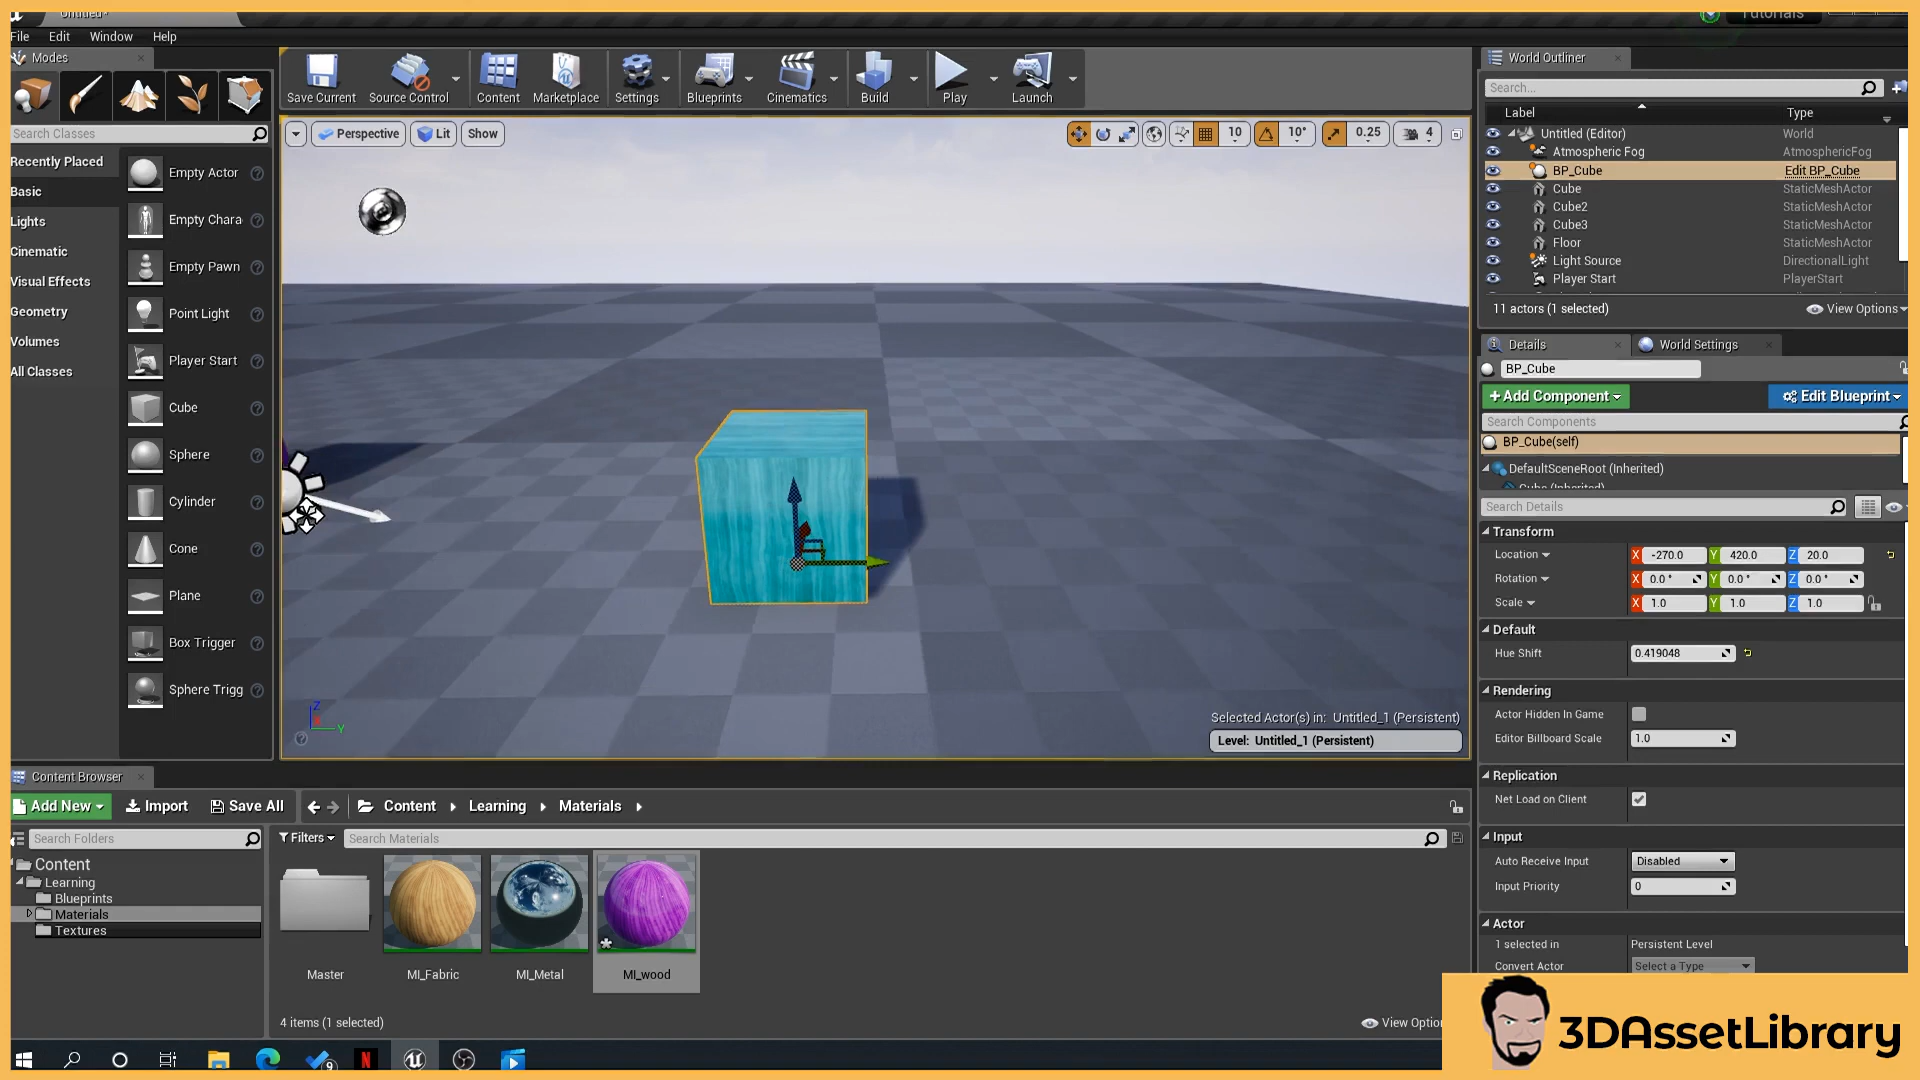 Untitled*
Tutorials
File Edit Window Help
Modes
Search Classes
Recently Placed
Basic
Lights
Cinematic
Visual Effects
Geometry
Volumes
All Classes
Empty Actor
Empty Chara
Empty Pawn
Point Light
Player Start
Cube
Sphere
Cylinder
Cone
Plane
Box Trigger
Sphere Trigg
Save Current
Source Control
Content
Marketplace
Settings
Blueprints
Cinematics
Build
Play
Launch
Perspective
Lit
Show
10
10°
0.25
4
Z
Y
Selected Actor(s) in: Untitled_1 (Persistent)
Level: Untitled_1 (Persistent)
World Outliner
Search...
Label Type
Untitled (Editor) World
Atmospheric Fog AtmosphericFog
BP_Cube Edit BP_Cube
Cube StaticMeshActor
Cube2 StaticMeshActor
Cube3 StaticMeshActor
Floor StaticMeshActor
Light Source DirectionalLight
Player Start PlayerStart
11 actors (1 selected)
View Options
Details
World Settings
BP_Cube
+Add Component
Edit Blueprint
Search Components
BP_Cube(self)
DefaultSceneRoot (Inherited)
Cube (Inherited)
Search Details
Transform
Location X -270.0 Y 420.0 Z 20.0
Rotation X 0.0° Y 0.0° Z 0.0°
Scale X 1.0 Y 1.0 Z 1.0
Default
Hue Shift 0.419048
Rendering
Actor Hidden In Game
Editor Billboard Scale 1.0
Replication
Net Load on Client
Input
Auto Receive Input Disabled
Input Priority 0
Actor
1 selected in Persistent Level
Convert Actor Select a Type
Content Browser
Add New
Import
Save All
Content
Learning
Materials
Search Folders
Filters
Search Materials
Content
Learning
Blueprints
Materials
Textures
Master
MI_Fabric
MI_Metal
MI_wood
4 items (1 selected)
View Optio
9
N
3DAssetLibrary